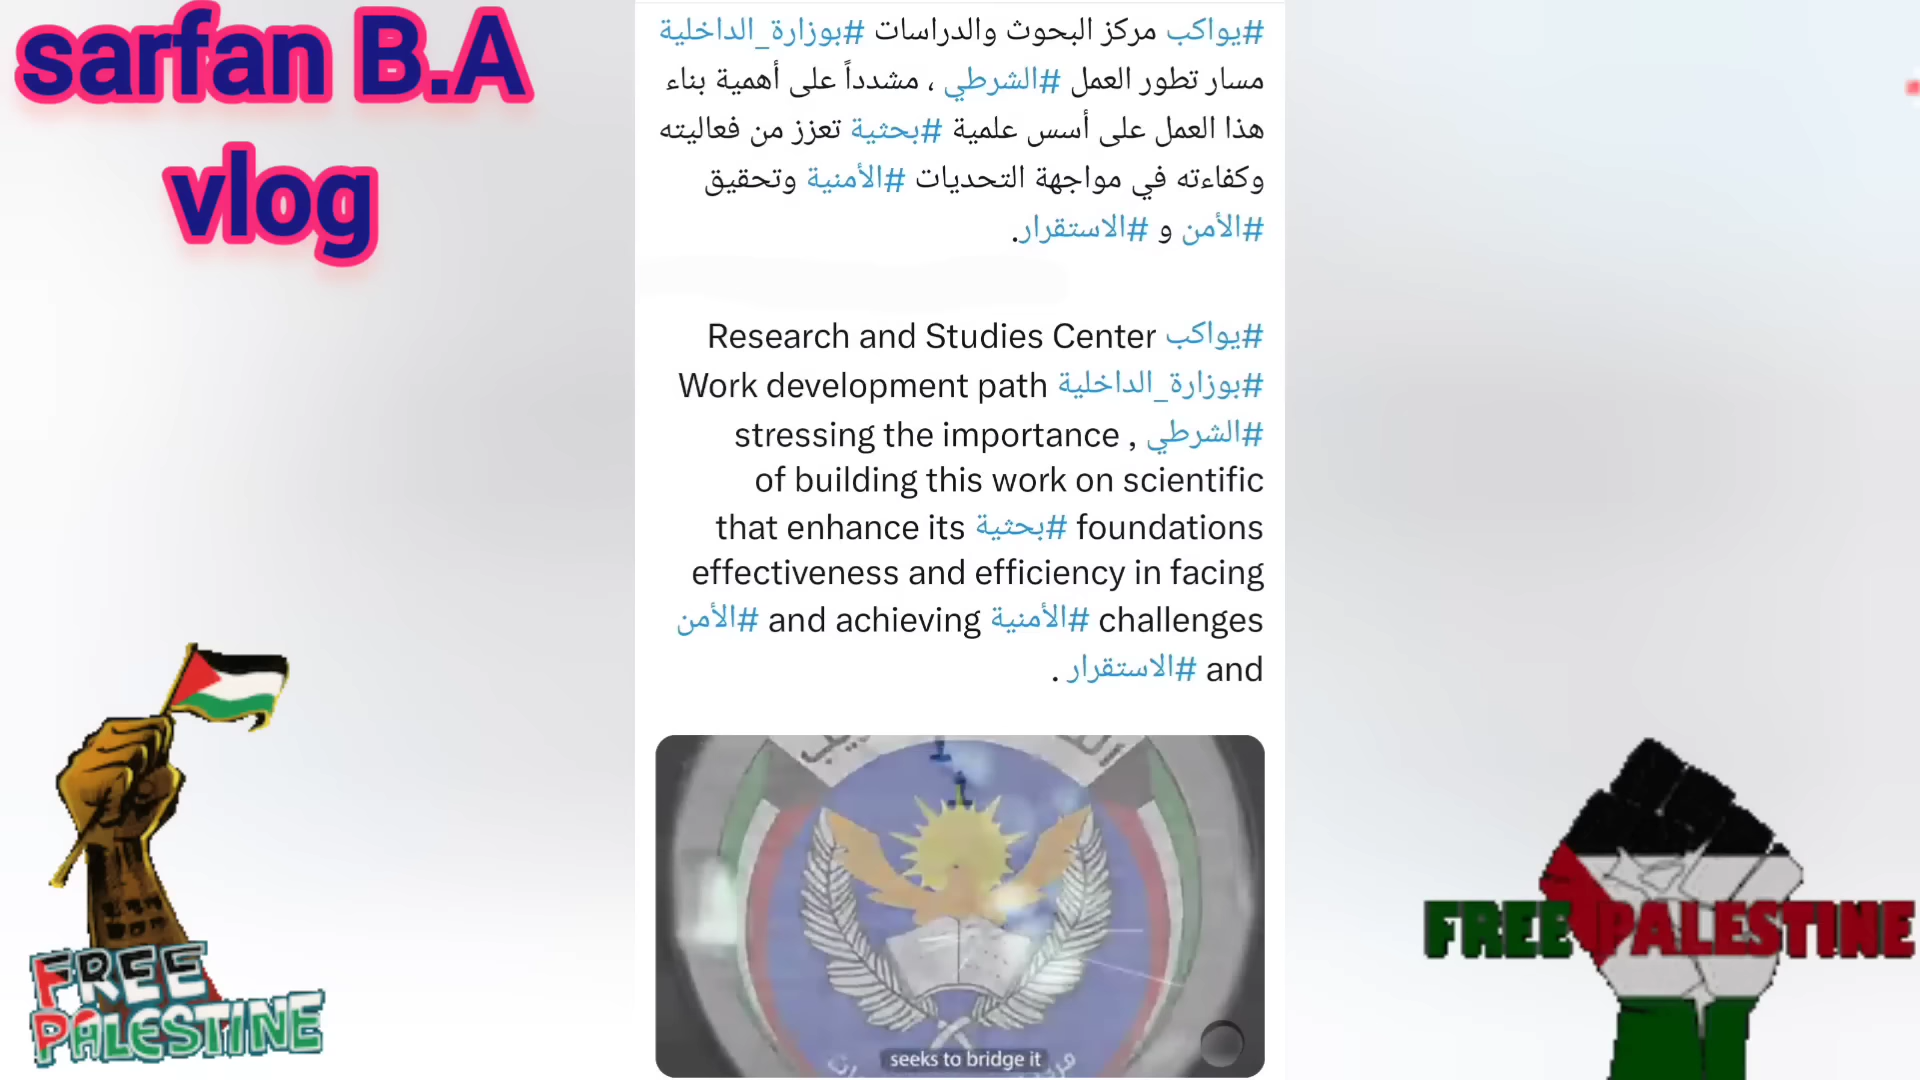 sarfan B.A
vlog
#يواكب مركز البحوث والدراسات #بوزارة_الداخلية
مسار تطور العمل #الشرطي ، مشدداً على أهمية بناء
هذا العمل على أسس علمية #بحثية تعزز من فعاليته
وكفاءته في مواجهة التحديات #الأمنية وتحقيق
#الأمن و #الاستقرار.
Research and Studies Center #يواكب
Work development path #بوزارة_الداخلية
stressing the importance , #الشرطي
of building this work on scientific
that enhance its #بحثية foundations
effectiveness and efficiency in facing
#الأمن and achieving #الأمنية challenges
. #الاستقرار and
seeks to bridge it
FREE
PALESTINE
FREE PALESTINE